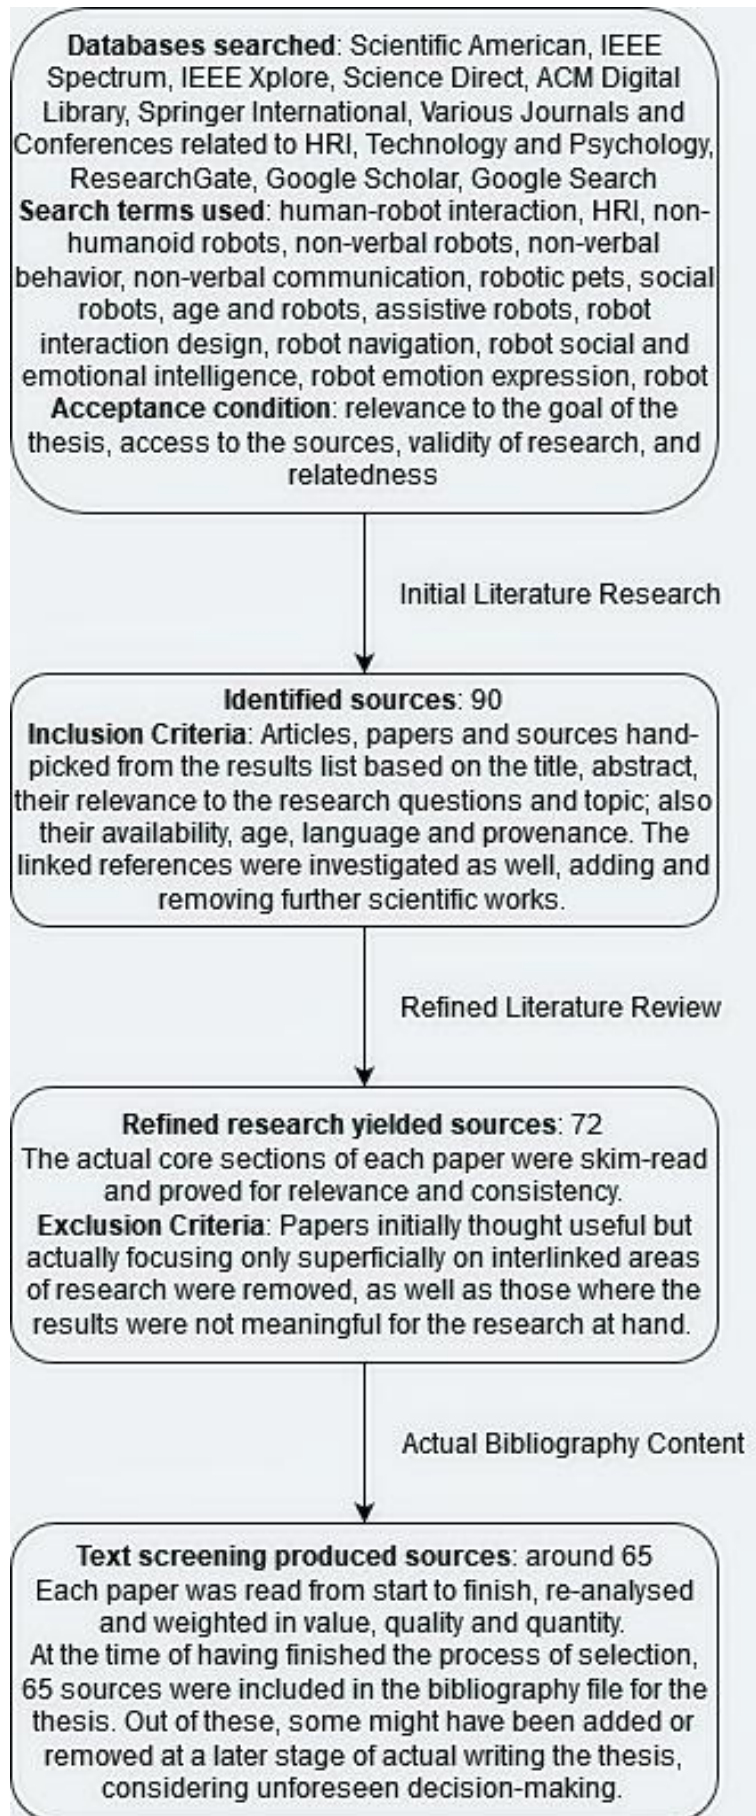 Databases searched: Scientific American, IEEE
Spectrum, IEEE Xplore, Science Direct, ACM Digital
Library, Springer International, Various Journals and
Conferences related to HRI, Technology and Psychology,
ResearchGate, Google Scholar, Google Search
Search terms used: human-robot interaction, HRI, non-
humanoid robots, non-verbal robots, non-verbal
behavior, non-verbal communication, robotic pets, social
robots, age and robots, assistive robots, robot
interaction design, robot navigation, robot social and
emotional intelligence, robot emotion expression, robot
Acceptance condition: relevance to the goal of the
thesis, access to the sources, validity of research, and
relatedness
Initial Literature Research
Identified sources: 90
Inclusion Criteria: Articles, papers and sources hand-
picked from the results list based on the title, abstract,
their relevance to the research questions and topic; also
their availability, age, language and provenance. The
linked references were investigated as well, adding and
removing further scientific works.
Refined Literature Review
Refined research yielded sources: 72
The actual core sections of each paper were skim-read
and proved for relevance and consistency.
Exclusion Criteria: Papers initially thought useful but
actually focusing only superficially on interlinked areas
of research were removed, as well as those where the
results were not meaningful for the research at hand.
Actual Bibliography Content
Text screening produced sources: around 65
Each paper was read from start to finish, re-analysed
and weighted in value, quality and quantity.
At the time of having finished the process of selection,
65 sources were included in the bibliography file for the
thesis. Out of these, some might have been added or
removed at a later stage of actual writing the thesis,
considering unforeseen decision-making.